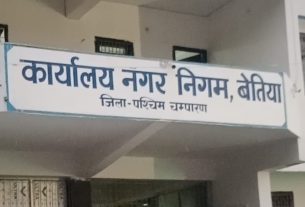 कार्यालय नगर निगम, बेतिया
जिला-पश्चिम चम्पारण